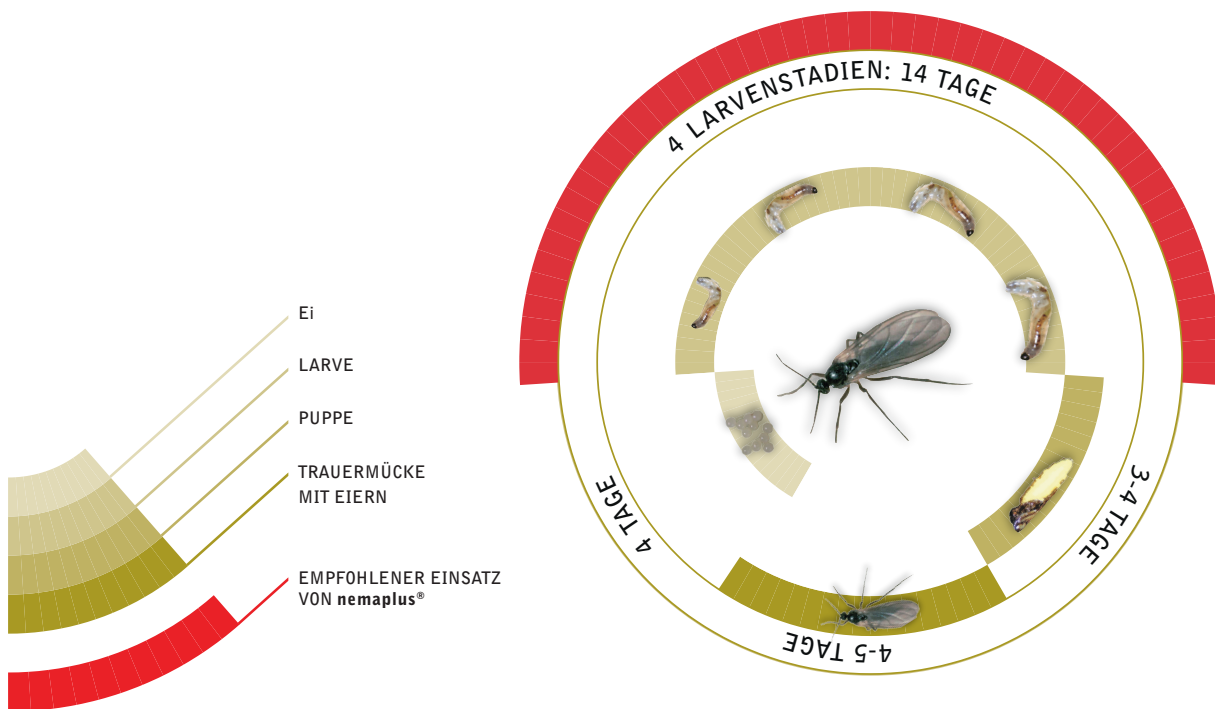 Ei
LARVE
PUPPE
TRAUERMÜCKE
MIT EIERN
EMPFOHLENER EINSATZ
VON nemaplus®
4 LARVENSTADIEN: 14 TAGE
3-4 TAGE
4-5 TAGE
4 TAGE